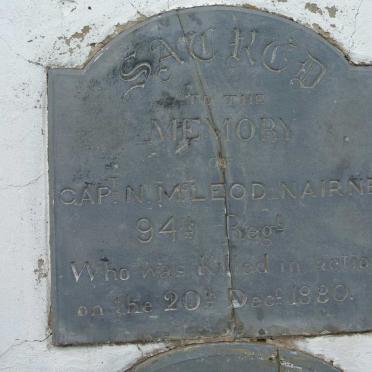 SACRED
TO THE
MEMORY
OF
CAPT. N. McLEOD. NAIRNE
94th Regt
Who was Killed in action
on the 20th Decr. 1880.